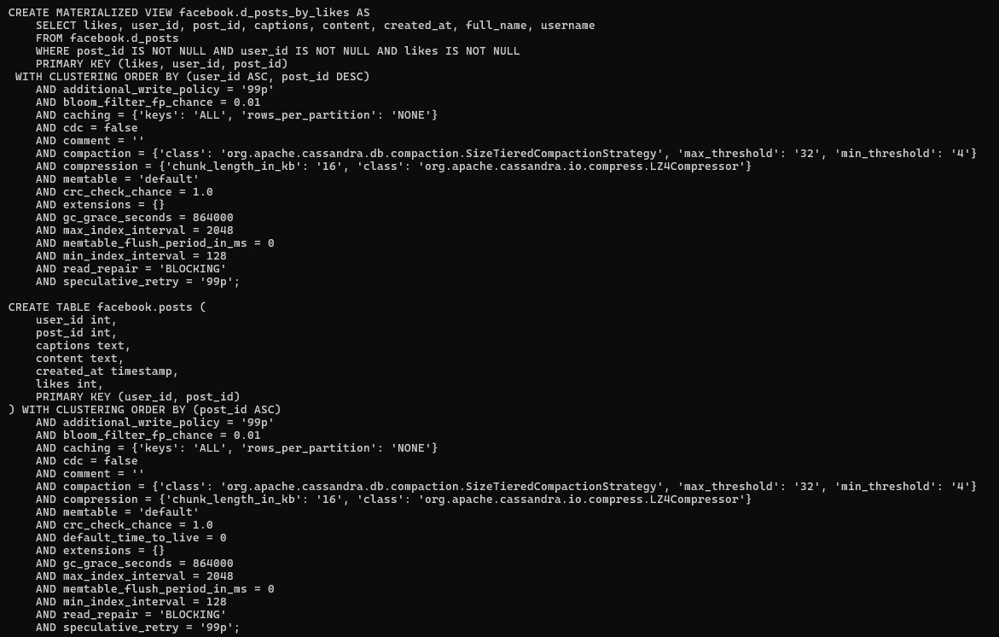 CREATE MATERIALIZED VIEW facebook.d_posts_by_likes AS
    SELECT likes, user_id, post_id, captions, content, created_at, full_name, username
    FROM facebook.d_posts
    WHERE post_id IS NOT NULL AND user_id IS NOT NULL AND likes IS NOT NULL
    PRIMARY KEY (likes, user_id, post_id)
 WITH CLUSTERING ORDER BY (user_id ASC, post_id DESC)
    AND additional_write_policy = '99p'
    AND bloom_filter_fp_chance = 0.01
    AND caching = {'keys': 'ALL', 'rows_per_partition': 'NONE'}
    AND cdc = false
    AND comment = ''
    AND compaction = {'class': 'org.apache.cassandra.db.compaction.SizeTieredCompactionStrategy', 'max_threshold': '32', 'min_threshold': '4'}
    AND compression = {'chunk_length_in_kb': '16', 'class': 'org.apache.cassandra.io.compress.LZ4Compressor'}
    AND memtable = 'default'
    AND crc_check_chance = 1.0
    AND extensions = {}
    AND gc_grace_seconds = 864000
    AND max_index_interval = 2048
    AND memtable_flush_period_in_ms = 0
    AND min_index_interval = 128
    AND read_repair = 'BLOCKING'
    AND speculative_retry = '99p';

CREATE TABLE facebook.posts (
    user_id int,
    post_id int,
    captions text,
    content text,
    created_at timestamp,
    likes int,
    PRIMARY KEY (user_id, post_id)
) WITH CLUSTERING ORDER BY (post_id ASC)
    AND additional_write_policy = '99p'
    AND bloom_filter_fp_chance = 0.01
    AND caching = {'keys': 'ALL', 'rows_per_partition': 'NONE'}
    AND cdc = false
    AND comment = ''
    AND compaction = {'class': 'org.apache.cassandra.db.compaction.SizeTieredCompactionStrategy', 'max_threshold': '32', 'min_threshold': '4'}
    AND compression = {'chunk_length_in_kb': '16', 'class': 'org.apache.cassandra.io.compress.LZ4Compressor'}
    AND memtable = 'default'
    AND crc_check_chance = 1.0
    AND default_time_to_live = 0
    AND extensions = {}
    AND gc_grace_seconds = 864000
    AND max_index_interval = 2048
    AND memtable_flush_period_in_ms = 0
    AND min_index_interval = 128
    AND read_repair = 'BLOCKING'
    AND speculative_retry = '99p';